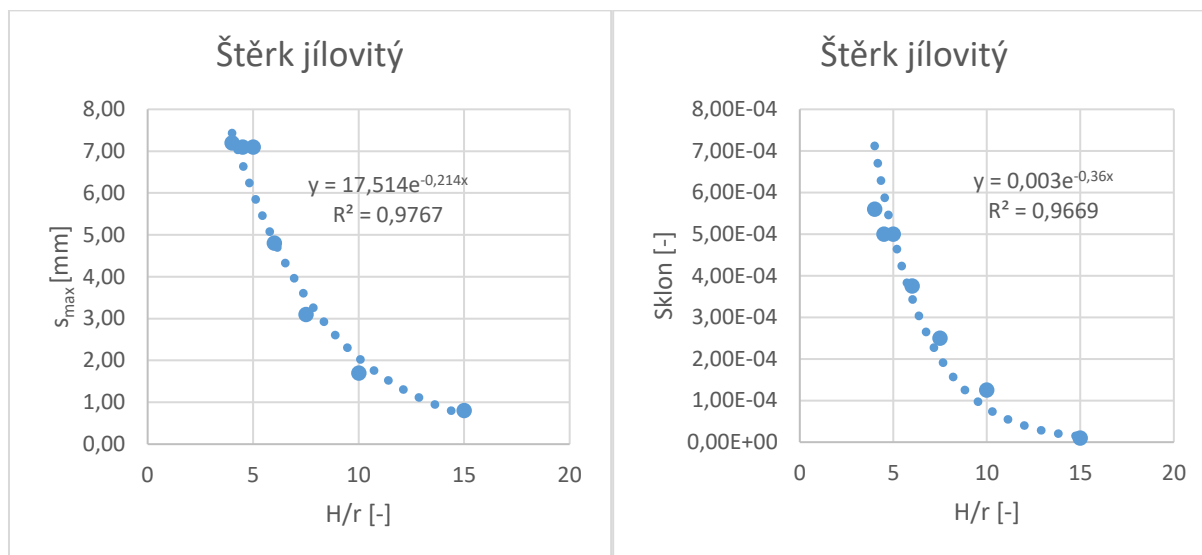 Štěrk jílovitý
8,00
7,00
6,00
5,00
4,00
3,00
2,00
1,00
0,00
s_max [mm]
y = 17,514e^-0,214x
R² = 0,9767
0 5 10 15 20
H/r [-]
Štěrk jílovitý
8,00E-04
7,00E-04
6,00E-04
5,00E-04
4,00E-04
3,00E-04
2,00E-04
1,00E-04
0,00E+00
Sklon [-]
y = 0,003e^-0,36x
R² = 0,9669
0 5 10 15 20
H/r [-]